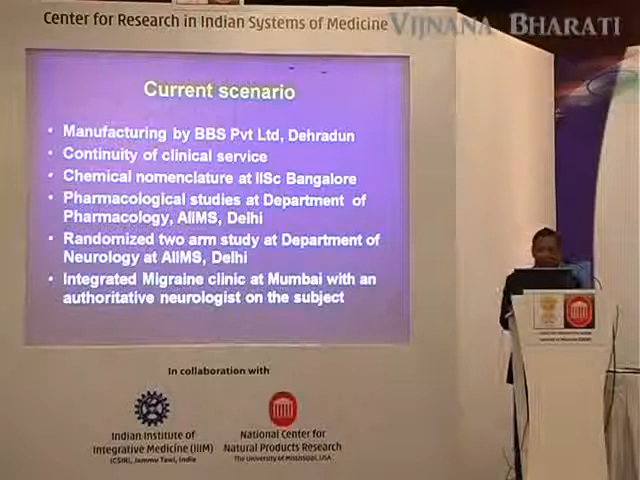 Center for Research in Indian Systems of Medicine
VIJNANA BHARATI
Current scenario
• Manufacturing by BBS Pvt Ltd, Dehradun
• Continuity of clinical service
• Chemical nomenclature at IISc Bangalore
• Pharmacological studies at Department of
Pharmacology, AIIMS, Delhi
• Randomized two arm study at Department of
Neurology at AIIMS, Delhi
• Integrated Migraine clinic at Mumbai with an
authoritative neurologist on the subject
In collaboration with
Indian Institute of
Integrative Medicine (IIIM)
(CSIR), Jammu Tawi, India
National Center for
Natural Products Research
The University of Mississippi, USA